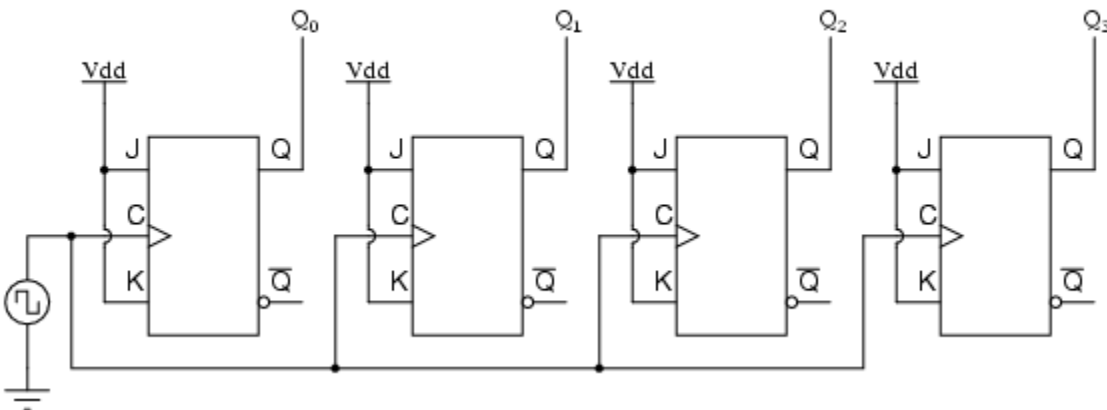 Q₀ Q₁ Q₂ Q₃
Vdd Vdd Vdd Vdd
J Q J Q J Q J Q
C C C C
K Q̅ K Q̅ K Q̅ K Q̅